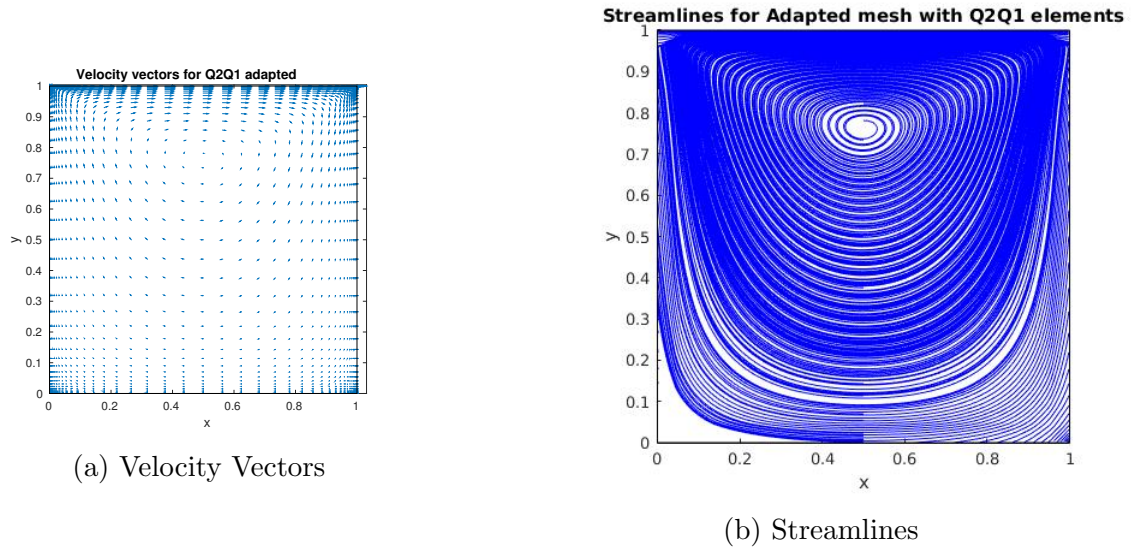 Velocity vectors for Q2Q1 adapted
1
0.9
0.8
0.7
0.6
0.5
0.4
0.3
0.2
0.1
0
y
0 0.2 0.4 0.6 0.8 1
x
(a) Velocity Vectors
Streamlines for Adapted mesh with Q2Q1 elements
1
0.9
0.8
0.7
0.6
0.5
0.4
0.3
0.2
0.1
0
y
0 0.2 0.4 0.6 0.8 1
x
(b) Streamlines